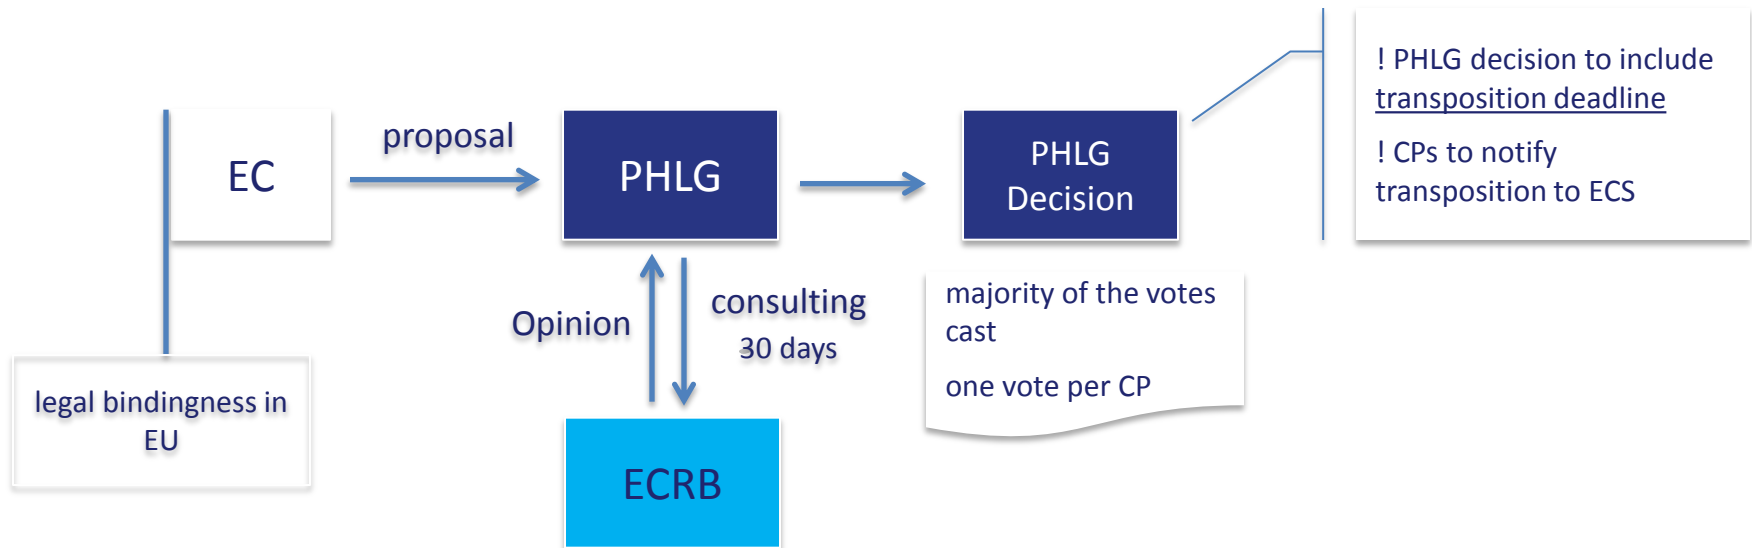 EC
proposal
PHLG
PHLG
Decision
! PHLG decision to include
transposition deadline
! CPs to notify
transposition to ECS
legal bindingness in
EU
Opinion
consulting
30 days
ECRB
majority of the votes
cast
one vote per CP